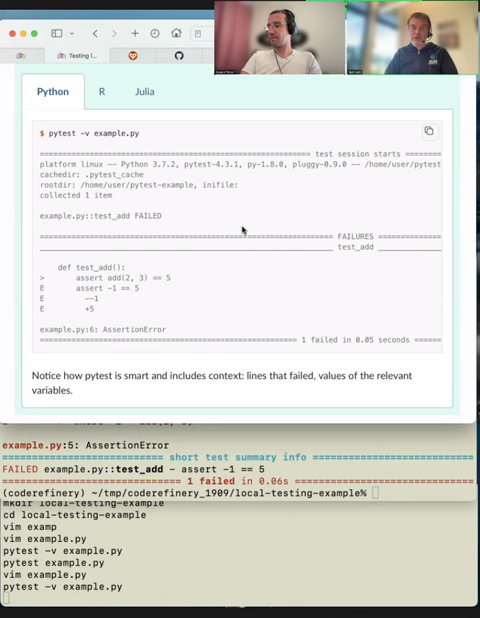 Testing l...
Python
R
Julia
$ pytest -v example.py
test session starts
platform linux -- Python 3.7.2, pytest-4.3.1, py-1.8.0, pluggy-0.9.0 -- /home/user/pytest
cachedir: .pytest_cache
rootdir: /home/user/pytest-example, inifile:
collected 1 item
example.py::test_add FAILED
FAILURES
test_add
def test_add():
> assert add(2, 3) == 5
E assert -1 == 5
E --1
E +5
example.py:6: AssertionError
1 failed in 0.05 seconds
Notice how pytest is smart and includes context: lines that failed, values of the relevant
variables.
example.py:5: AssertionError
short test summary info
FAILED example.py::test_add - assert -1 == 5
1 failed in 0.06s
(coderefinery) ~/tmp/coderefinery_1909/local-testing-example%
mkdir local-testing-example
cd local-testing-example
vim examp
vim example.py
pytest -v example.py
pytest example.py
vim example.py
pytest -v example.py